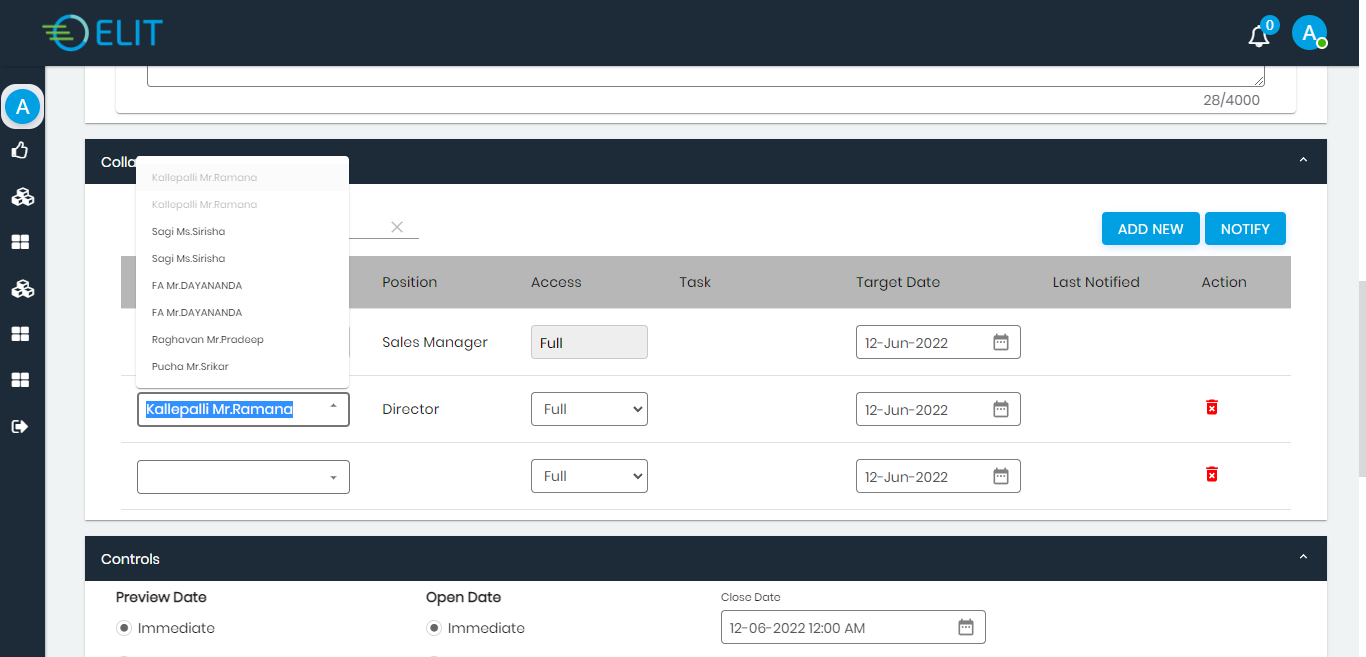 ELIT
0
A
A
28/4000
Colla
Kallepalli Mr.Ramana
Kallepalli Mr.Ramana
Sagi Ms.Sirisha
Sagi Ms.Sirisha
FA Mr.DAYANANDA
FA Mr.DAYANANDA
Raghavan Mr.Pradeep
Pucha Mr.Srikar
ADD NEW NOTIFY
Position Access Task Target Date Last Notified Action
Sales Manager Full 12-Jun-2022
Kallepalli Mr.Ramana Director Full 12-Jun-2022
Full 12-Jun-2022
Controls
Preview Date Open Date Close Date
Immediate Immediate 12-06-2022 12:00 AM